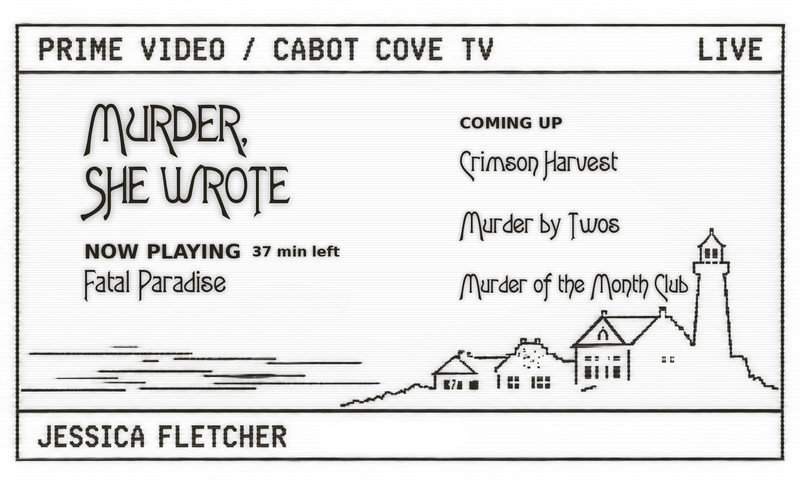 PRIME VIDEO / CABOT COVE TV LIVE
MURDER,
SHE WROTE
NOW PLAYING 37 min left
Fatal Paradise
COMING UP
Crimson Harvest
Murder by Twos
Murder of the Month Club
JESSICA FLETCHER